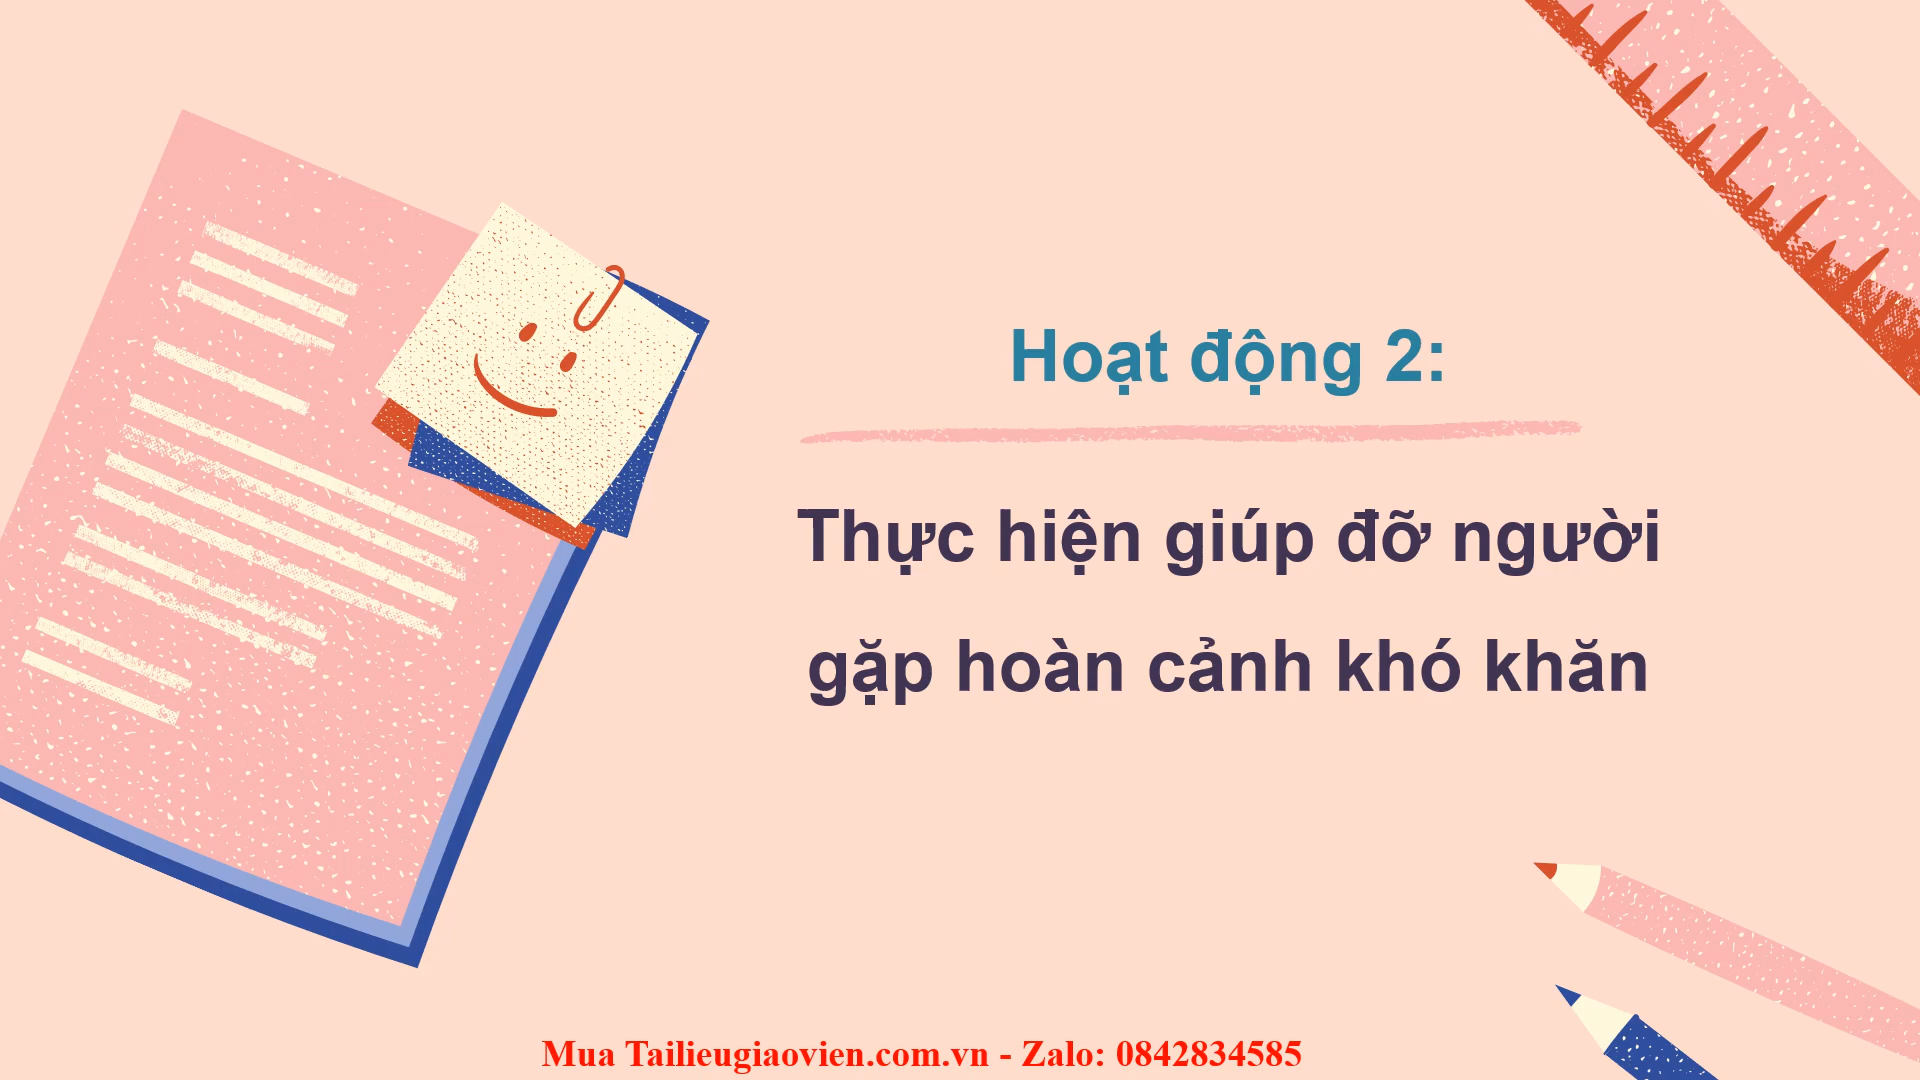 Hoạt động 2:
Thực hiện giúp đỡ người
gặp hoàn cảnh khó khăn
Mua Tailieugiaovien.com.vn - Zalo: 0842834585